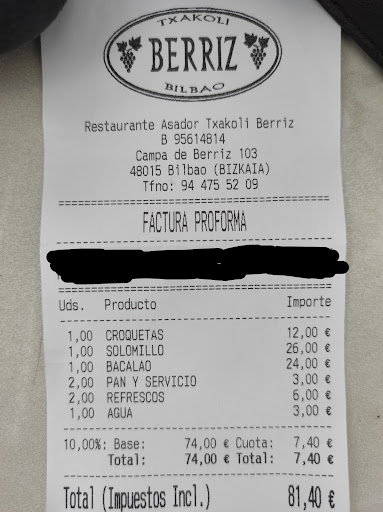 TXAKOLI
BERRIZ
BILBAO
Restaurante Asador Txakoli Berriz
B 95614814
Campa de Berriz 103
48015 Bilbao (BIZKAIA)
Tfno: 94 475 52 09
FACTURA PROFORMA
Uds. Producto Importe
1,00 CROQUETAS 12,00 €
1,00 SOLOMILLO 26,00 €
1,00 BACALAO 24,00 €
2,00 PAN Y SERVICIO 3,00 €
2,00 REFRESCOS 6,00 €
1,00 AGUA 3,00 €
10,00%: Base: 74,00 € Cuota: 7,40 €
Total: 74,00 € Total: 7,40 €
Total (Impuestos Incl.) 81,40 €